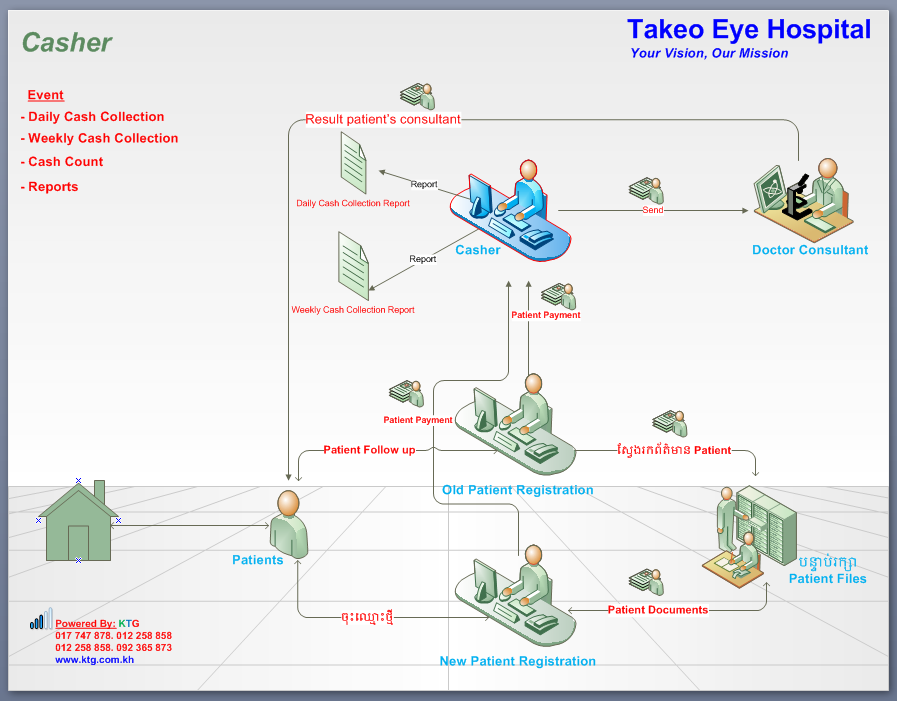 Casher
Takeo Eye Hospital
Your Vision, Our Mission
Event
- Daily Cash Collection
- Weekly Cash Collection
- Cash Count
- Reports
Result patient's consultant
Report
Daily Cash Collection Report
Send
Casher
Doctor Consultant
Report
Weekly Cash Collection Report
Patient Payment
Patient Payment
Patient Follow up
ស្វែងរកព័ត៌មាន Patient
Old Patient Registration
Patients
បន្ទប់រក្សា
Patient Files
ចុះឈ្មោះថ្មី
Patient Documents
New Patient Registration
Powered By: KTG
017 747 878. 012 258 858
012 258 858. 092 365 873
www.ktg.com.kh